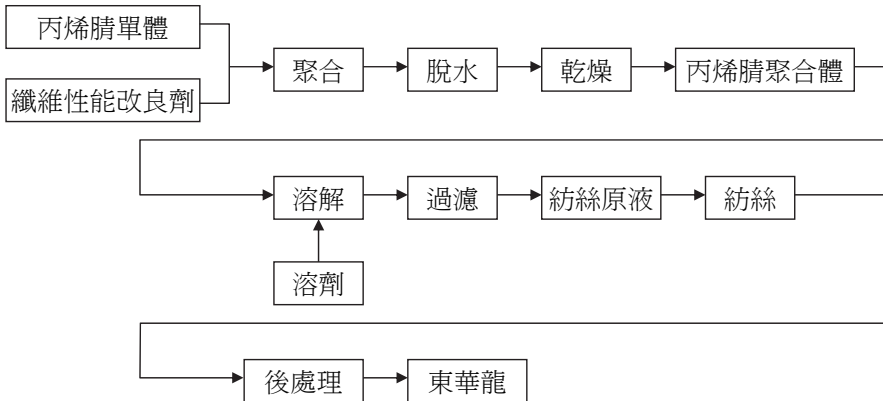 丙烯腈單體
纖維性能改良劑
聚合
脫水
乾燥
丙烯腈聚合體
溶解
過濾
紡絲原液
紡絲
溶劑
後處理
東華龍